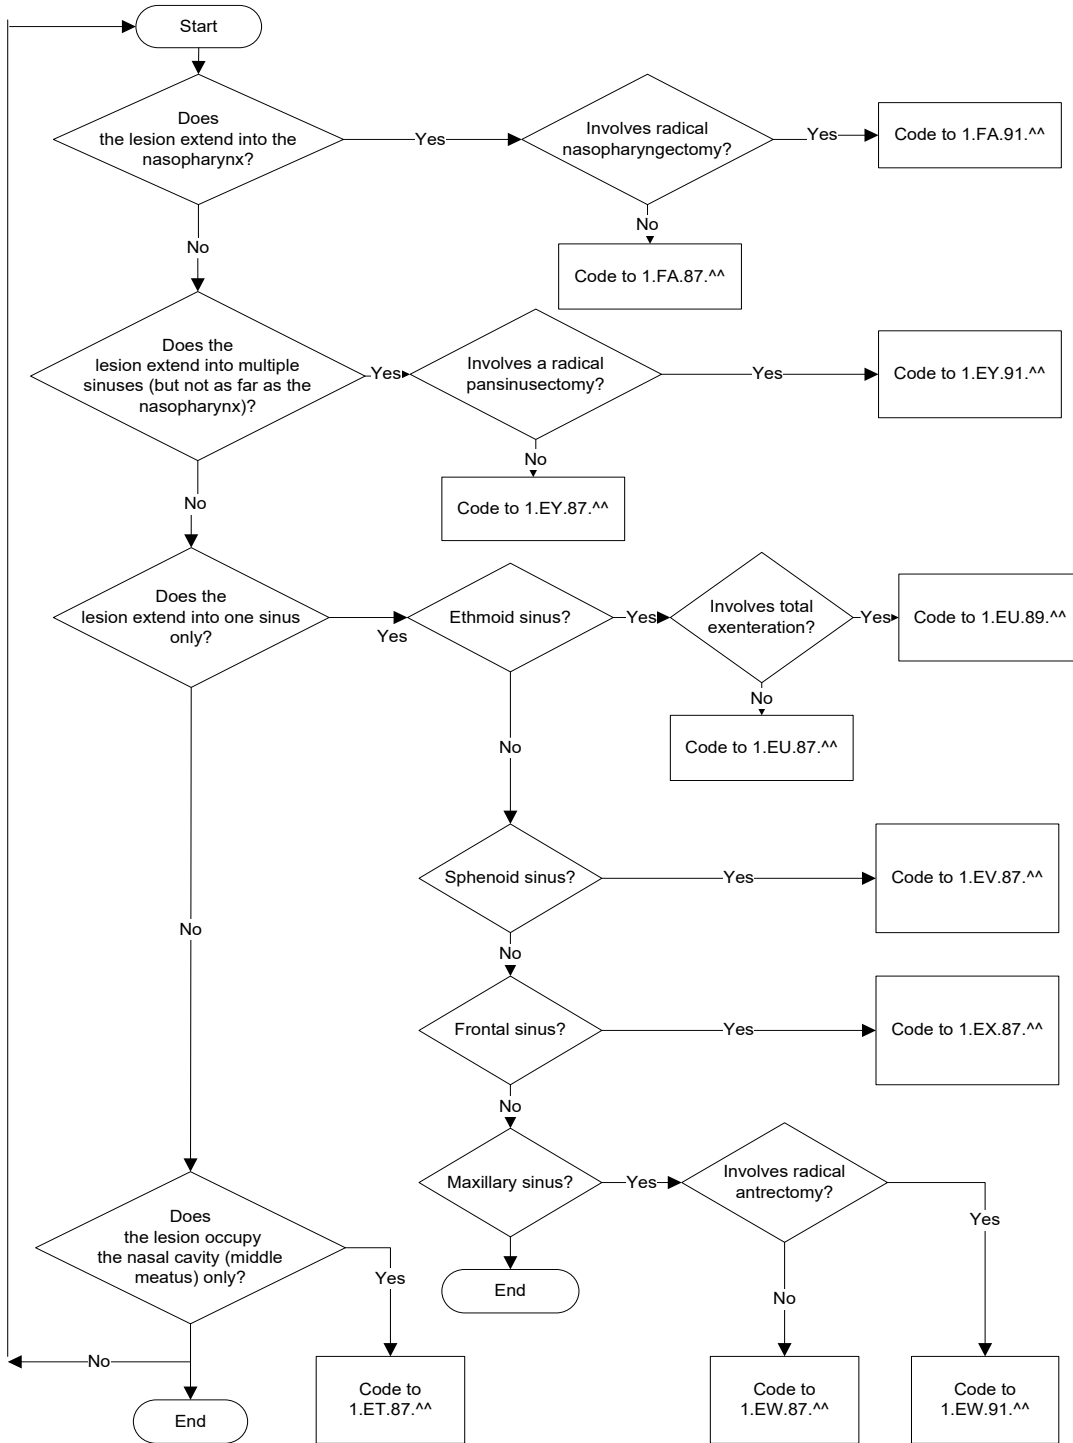 Start
Does
the lesion extend into the
nasopharynx?
Yes
Involves radical
nasopharyngectomy?
Yes
Code to 1.FA.91.^^
No
Code to 1.FA.87.^^
No
Does the
lesion extend into multiple
sinuses (but not as far as the
nasopharynx)?
Yes
Involves a radical
pansinusectomy?
Yes
Code to 1.EY.91.^^
No
Code to 1.EY.87.^^
No
Does the
lesion extend into one sinus
only?
Yes
Ethmoid sinus?
Yes
Involves total
exenteration?
Yes
Code to 1.EU.89.^^
No
Code to 1.EU.87.^^
No
Sphenoid sinus?
Yes
Code to 1.EV.87.^^
No
Frontal sinus?
Yes
Code to 1.EX.87.^^
No
Maxillary sinus?
Yes
Involves radical
antrectomy?
Yes
No
End
No
Does
the lesion occupy
the nasal cavity (middle
meatus) only?
Yes
No
End
Code to
1.ET.87.^^
Code to
1.EW.87.^^
Code to
1.EW.91.^^